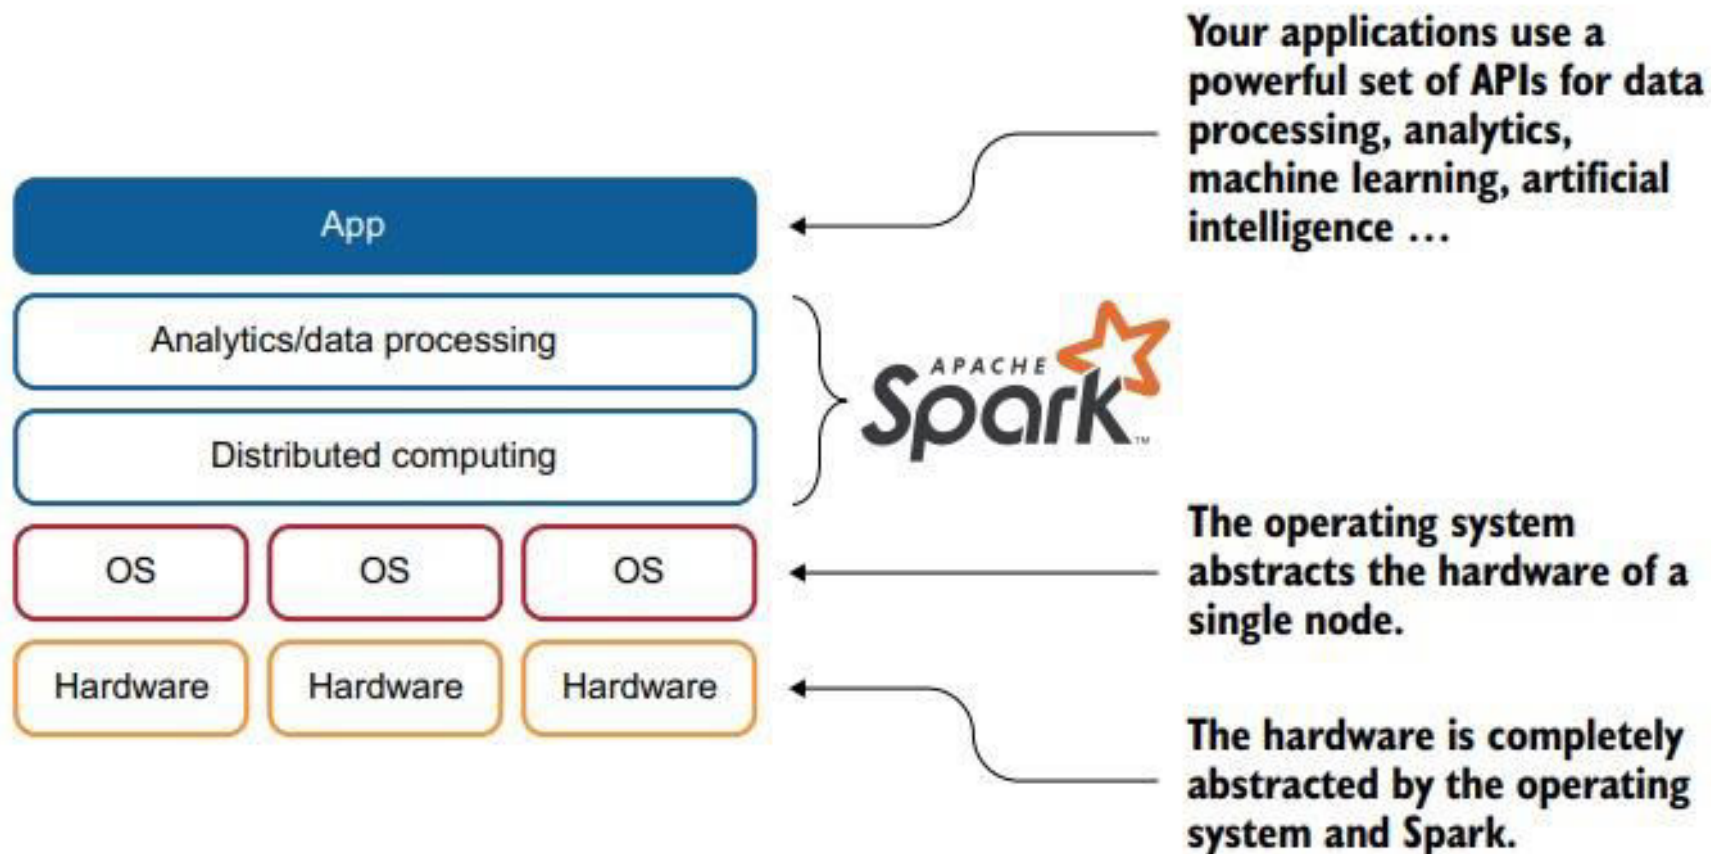 Your applications use a
powerful set of APIs for data
processing, analytics,
machine learning, artificial
intelligence …
App
Analytics/data processing
APACHE
Spark™
Distributed computing
The operating system
abstracts the hardware of a
single node.
OS OS OS
Hardware Hardware Hardware
The hardware is completely
abstracted by the operating
system and Spark.